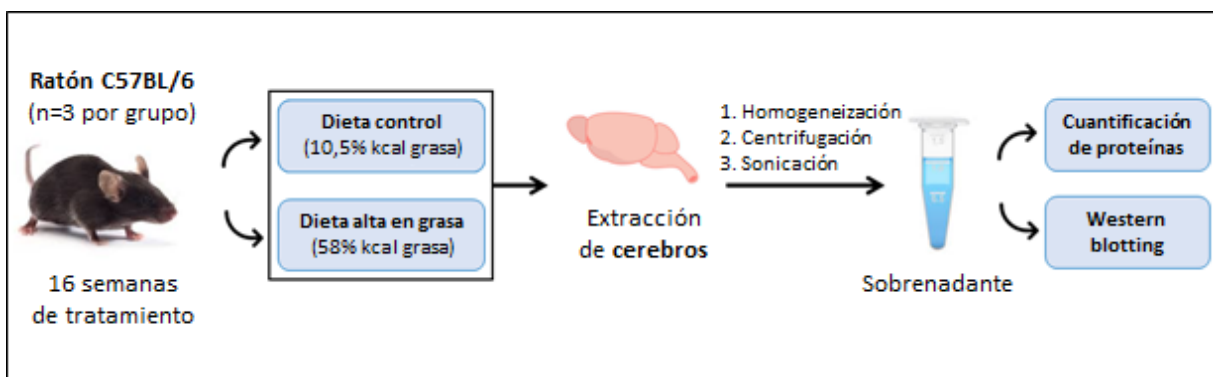 Ratón C57BL/6
(n=3 por grupo)
16 semanas
de tratamiento
Dieta control
(10,5% kcal grasa)
Dieta alta en grasa
(58% kcal grasa)
Extracción
de cerebros
1. Homogeneización
2. Centrifugación
3. Sonicación
Sobrenadante
Cuantificación
de proteínas
Western
blotting